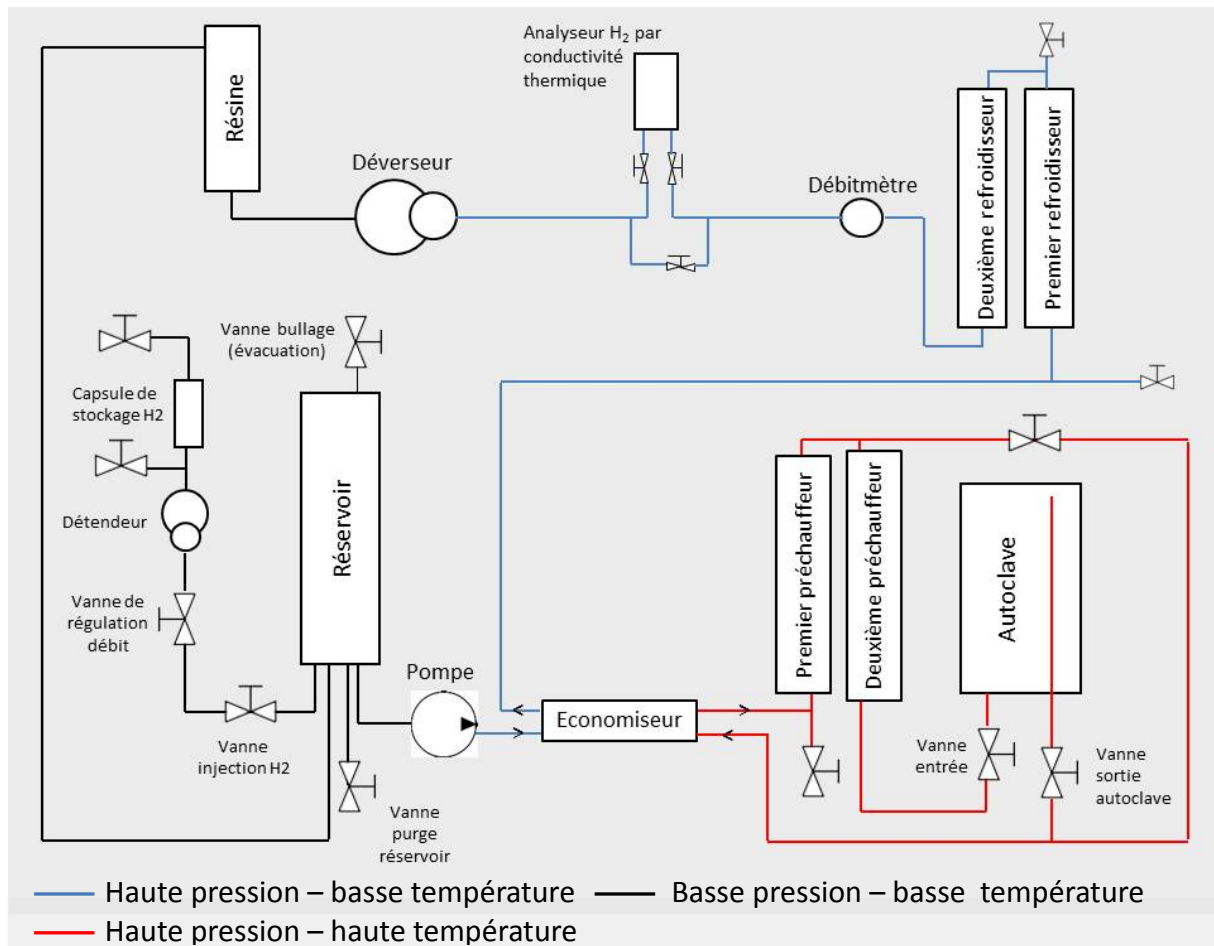 Analyseur H2 par
conductivité
thermique
Résine
Déverseur
Débitmètre
Deuxième refroidisseur
Premier refroidisseur
Vanne bullage
(évacuation)
Capsule de
stockage H2
Détendeur
Réservoir
Vanne de
régulation
débit
Pompe
Economiseur
Premier préchauffeur
Deuxième préchauffeur
Autoclave
Vanne
injection H2
Vanne
purge
réservoir
Vanne
entrée
Vanne
sortie
autoclave
Haute pression – basse température
Basse pression – basse température
Haute pression – haute température